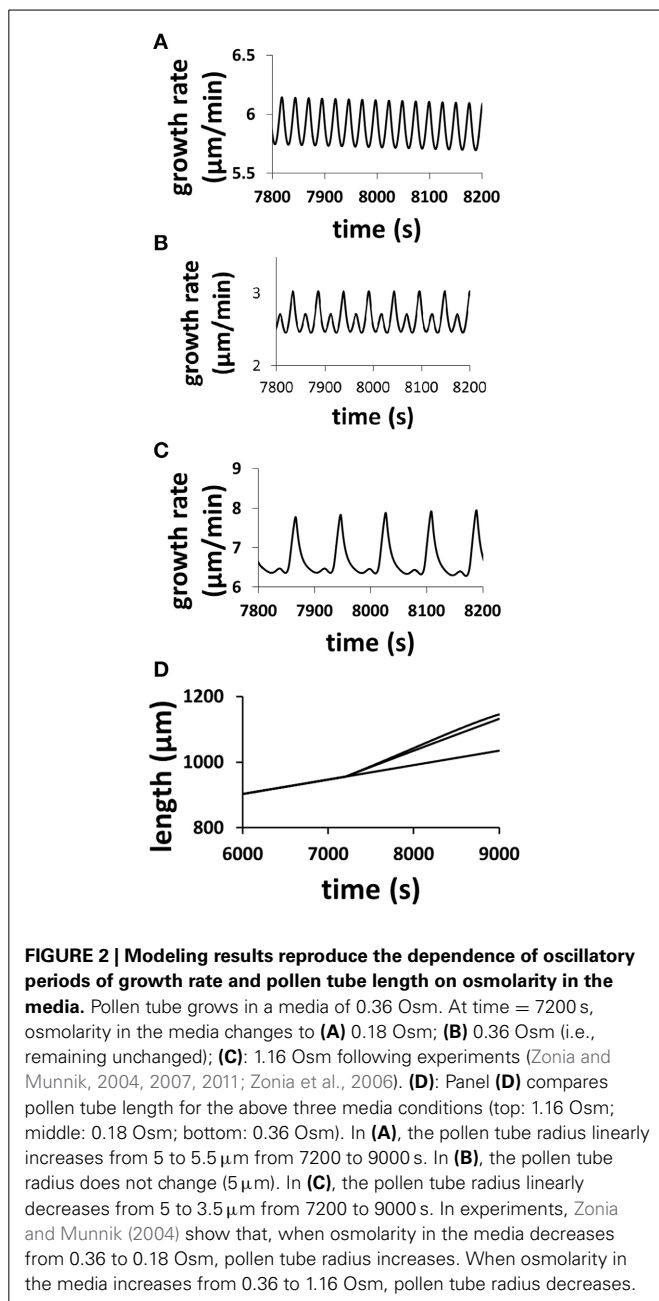 A
6.5
6
5.5
growth rate
(µm/min)
7800 7900 8000 8100 8200
time (s)
B
3
2
growth rate
(µm/min)
7800 7900 8000 8100 8200
time (s)
C
9
8
7
6
growth rate
(µm/min)
7800 7900 8000 8100 8200
time (s)
D
1200
1000
800
length (µm)
6000 7000 8000 9000
time (s)
FIGURE 2 | Modeling results reproduce the dependence of oscillatory
periods of growth rate and pollen tube length on osmolarity in the
media. Pollen tube grows in a media of 0.36 Osm. At time = 7200 s,
osmolarity in the media changes to (A) 0.18 Osm; (B) 0.36 Osm (i.e.,
remaining unchanged); (C): 1.16 Osm following experiments (Zonia and
Munnik, 2004, 2007, 2011; Zonia et al., 2006). (D): Panel (D) compares
pollen tube length for the above three media conditions (top: 1.16 Osm;
middle: 0.18 Osm; bottom: 0.36 Osm). In (A), the pollen tube radius linearly
increases from 5 to 5.5 µm from 7200 to 9000 s. In (B), the pollen tube
radius does not change (5 µm). In (C), the pollen tube radius linearly
decreases from 5 to 3.5 µm from 7200 to 9000 s. In experiments, Zonia
and Munnik (2004) show that, when osmolarity in the media decreases
from 0.36 to 0.18 Osm, pollen tube radius increases. When osmolarity in
the media increases from 0.36 to 1.16 Osm, pollen tube radius decreases.